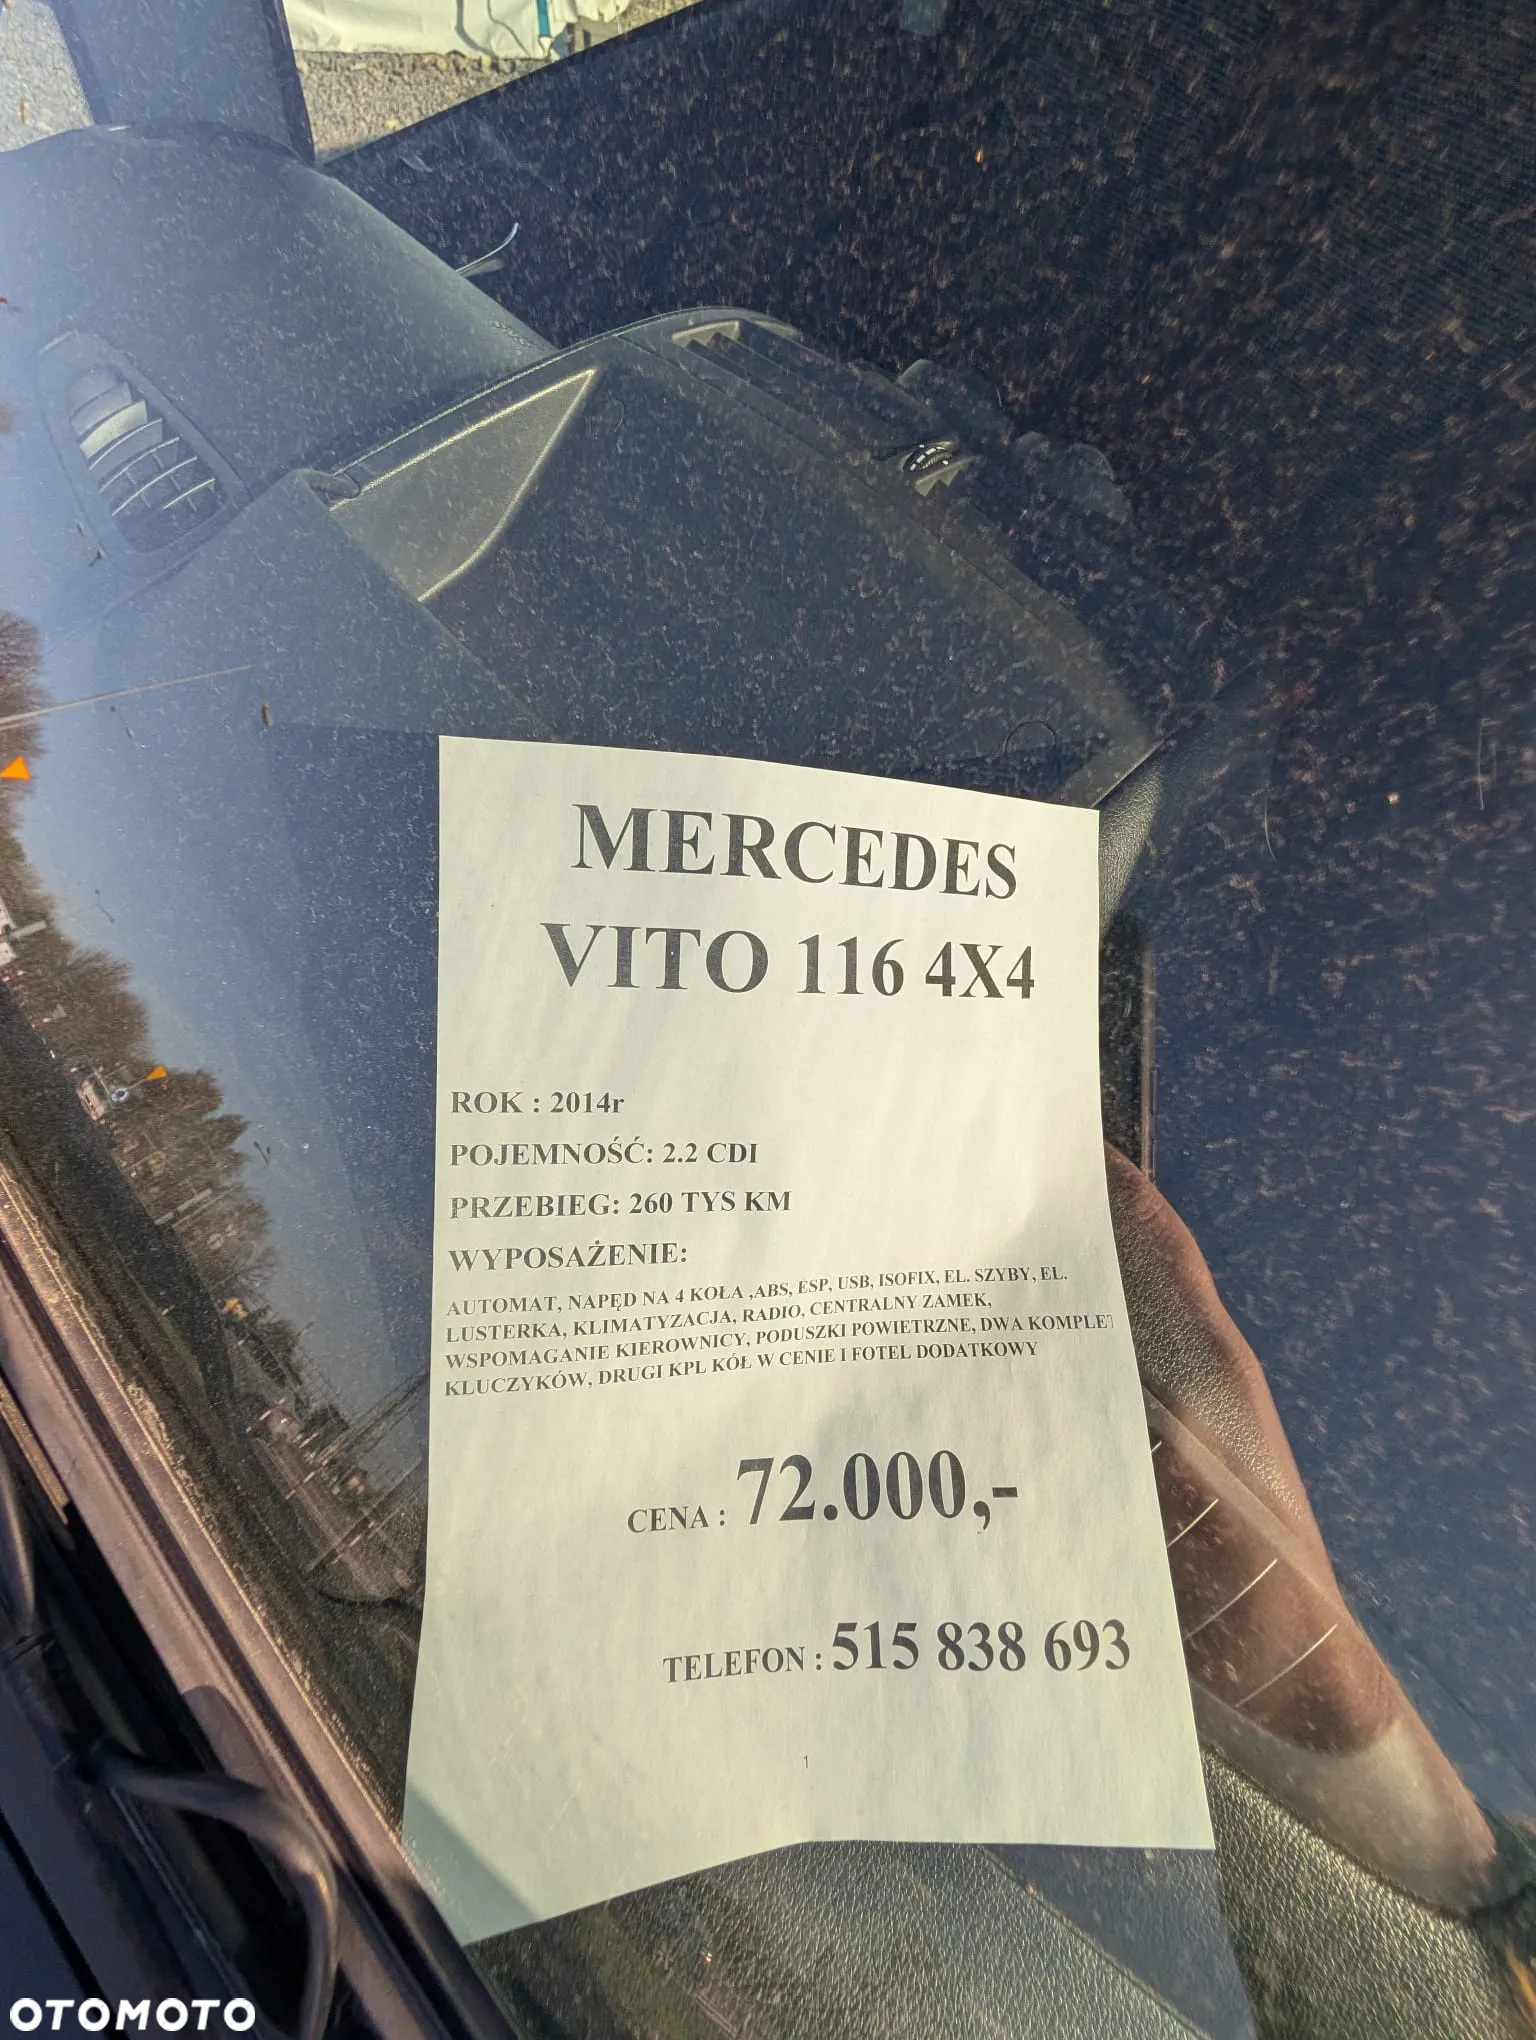 MERCEDES
VITO 116 4X4
ROK : 2014r
POJEMNOŚĆ: 2.2 CDI
PRZEBIEG: 260 TYS KM
WYPOSAŻENIE:
AUTOMAT, NAPĘD NA 4 KOŁA ,ABS, ESP, USB, ISOFIX, EL. SZYBY, EL.
LUSTERKA, KLIMATYZACJA, RADIO, CENTRALNY ZAMEK,
WSPOMAGANIE KIEROWNICY, PODUSZKI POWIETRZNE, DWA KOMPLET
KLUCZYKÓW, DRUGI KPL KÓŁ W CENIE I FOTEL DODATKOWY
CENA : 72.000,-
TELEFON : 515 838 693
1
OTOMOTO